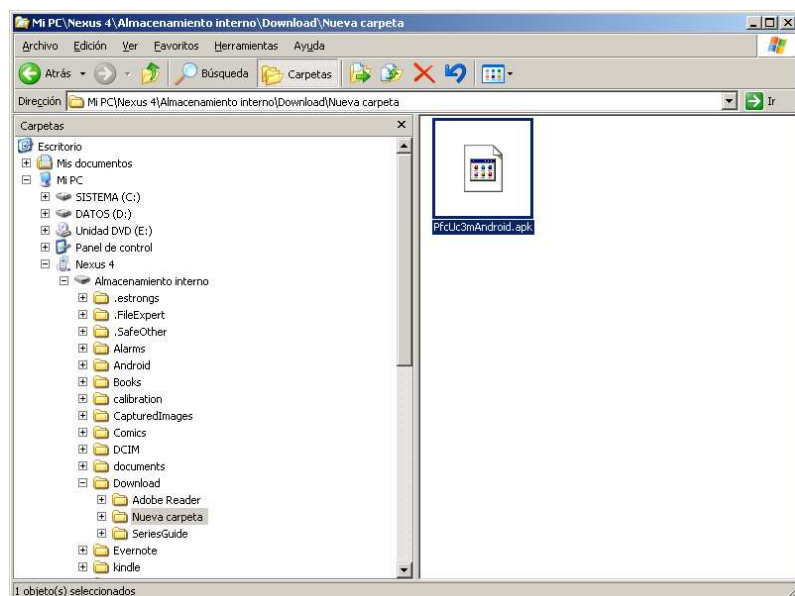 Mi PC\Nexus 4\Almacenamiento interno\Download\Nueva carpeta
Archivo Edición Ver Favoritos Herramientas Ayuda
Atrás Búsqueda Carpetas
Dirección Mi PC\Nexus 4\Almacenamiento interno\Download\Nueva carpeta Ir
Carpetas
Escritorio
Mis documentos
Mi PC
SISTEMA (C:)
DATOS (D:)
Unidad DVD (E:)
Panel de control
Nexus 4
Almacenamiento interno
.estrongs
.FileExpert
.SafeOther
Alarms
Android
Books
calibration
CapturedImages
Comics
DCIM
documents
Download
Adobe Reader
Nueva carpeta
SeriesGuide
Evernote
kindle
PfcUc3mAndroid.apk
1 objeto(s) seleccionados